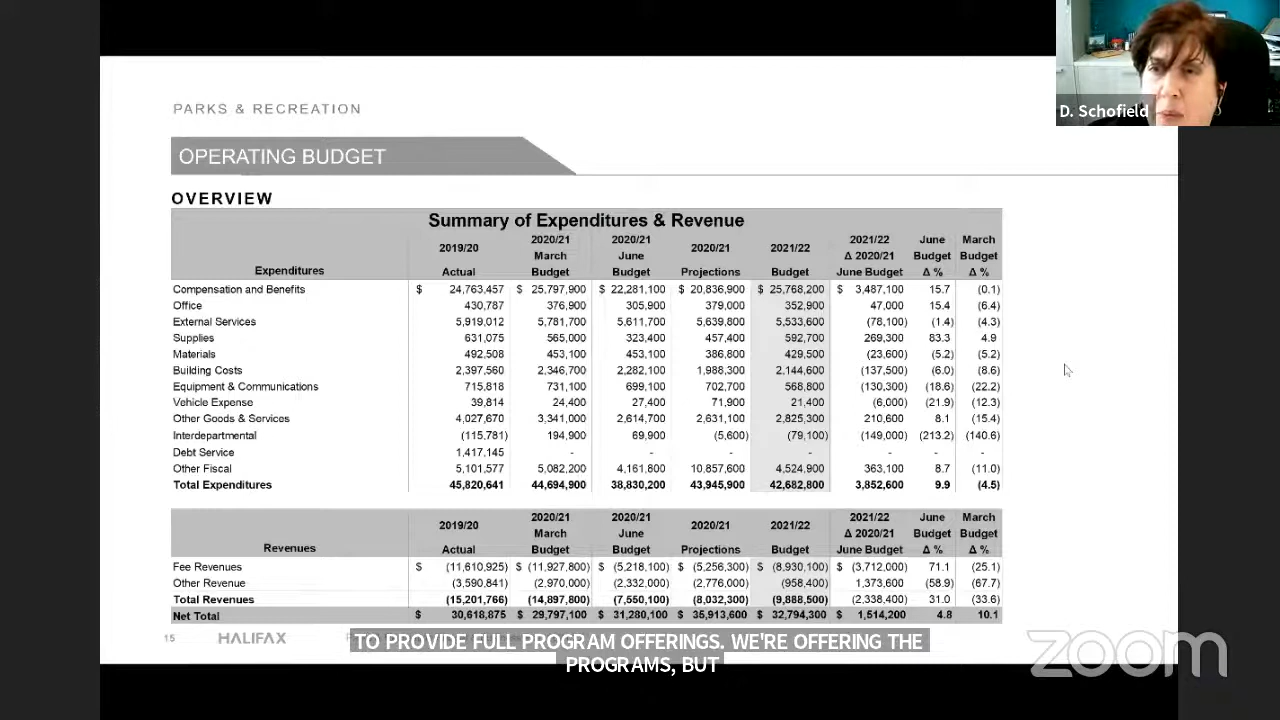 D. Schofield
PARKS & RECREATION
OPERATING BUDGET
OVERVIEW
Summary of Expenditures & Revenue
Expenditures 2019/20 Actual 2020/21 March Budget 2020/21 June Budget 2020/21 Projections 2021/22 Budget 2021/22 Δ 2020/21 June Budget June Budget Δ % March Budget Δ %
Compensation and Benefits $ 24,763,457 $ 25,797,900 $ 22,281,100 $ 20,836,900 $ 25,768,200 $ 3,487,100 15.7 (0.1)
Office 430,787 376,900 305,900 379,000 352,900 47,000 15.4 (6.4)
External Services 5,919,012 5,781,700 5,611,700 5,639,800 5,533,600 (78,100) (1.4) (4.3)
Supplies 631,075 565,000 323,400 457,400 592,700 269,300 83.3 4.9
Materials 492,508 453,100 453,100 386,800 429,500 (23,600) (5.2) (5.2)
Building Costs 2,397,560 2,346,700 2,282,100 1,988,300 2,144,600 (137,500) (6.0) (8.6)
Equipment & Communications 715,818 731,100 699,100 702,700 568,800 (130,300) (18.6) (22.2)
Vehicle Expense 39,814 24,400 27,400 71,900 21,400 (6,000) (21.9) (12.3)
Other Goods & Services 4,027,670 3,341,000 2,614,700 2,631,100 2,825,300 210,600 8.1 (15.4)
Interdepartmental (115,781) 194,900 69,900 (5,600) (79,100) (149,000) (213.2) (140.6)
Debt Service 1,417,145 - - - - - - -
Other Fiscal 5,101,577 5,082,200 4,161,800 10,857,600 4,524,900 363,100 8.7 (11.0)
Total Expenditures 45,820,641 44,694,900 38,830,200 43,945,900 42,682,800 3,852,600 9.9 (4.5)
Revenues 2019/20 Actual 2020/21 March Budget 2020/21 June Budget 2020/21 Projections 2021/22 Budget 2021/22 Δ 2020/21 June Budget June Budget Δ % March Budget Δ %
Fee Revenues $ (11,610,925) $ (11,927,800) $ (5,218,100) $ (5,256,300) $ (8,930,100) $ (3,712,000) 71.1 (25.1)
Other Revenue (3,590,841) (2,970,000) (2,332,000) (2,776,000) (958,400) 1,373,600 (58.9) (67.7)
Total Revenues (15,201,766) (14,897,800) (7,550,100) (8,032,300) (9,888,500) (2,338,400) 31.0 (33.6)
Net Total $ 30,618,875 $ 29,797,100 $ 31,280,100 $ 35,913,600 $ 32,794,300 $ 1,514,200 4.8 10.1
15 HALIFAX
TO PROVIDE FULL PROGRAM OFFERINGS. WE'RE OFFERING THE
PROGRAMS, BUT
zoom